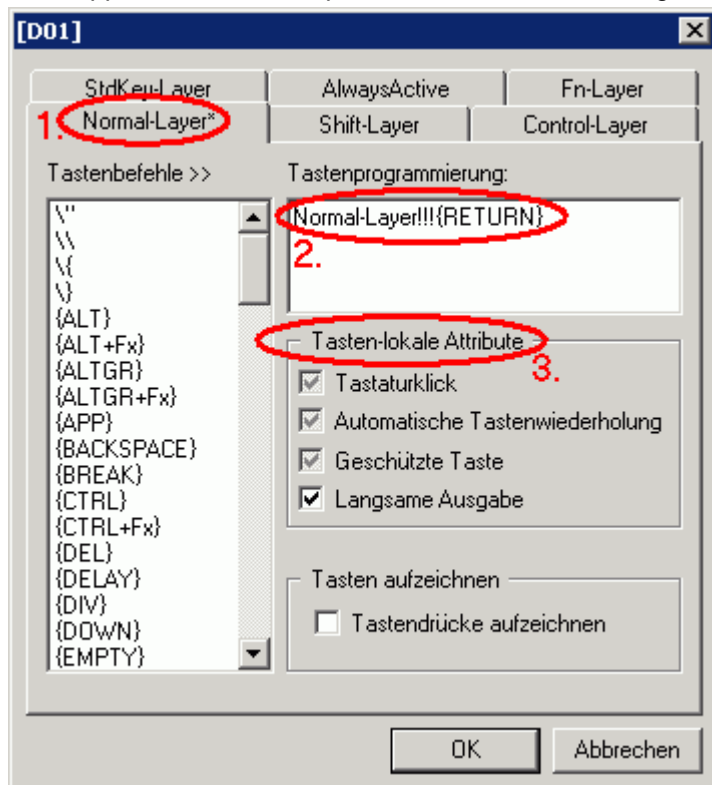 [D01]
StdKey-Layer AlwaysActive Fn-Layer
1. Normal-Layer* Shift-Layer Control-Layer
Tastenbefehle >> Tastenprogrammierung:
\" Normal-Layer!!!{RETURN}
\\ 2.
\{
\}
{ALT}
{ALT+Fx} Tasten-lokale Attribute 3.
{ALTGR} Tastaturklick
{ALTGR+Fx} Automatische Tastenwiederholung
{APP}
{BACKSPACE} Geschützte Taste
{BREAK}
{CTRL} Langsame Ausgabe
{CTRL+Fx}
{DEL}
{DELAY} Tasten aufzeichnen
{DIV}
{DOWN} Tastendrücke aufzeichnen
{EMPTY}
OK Abbrechen